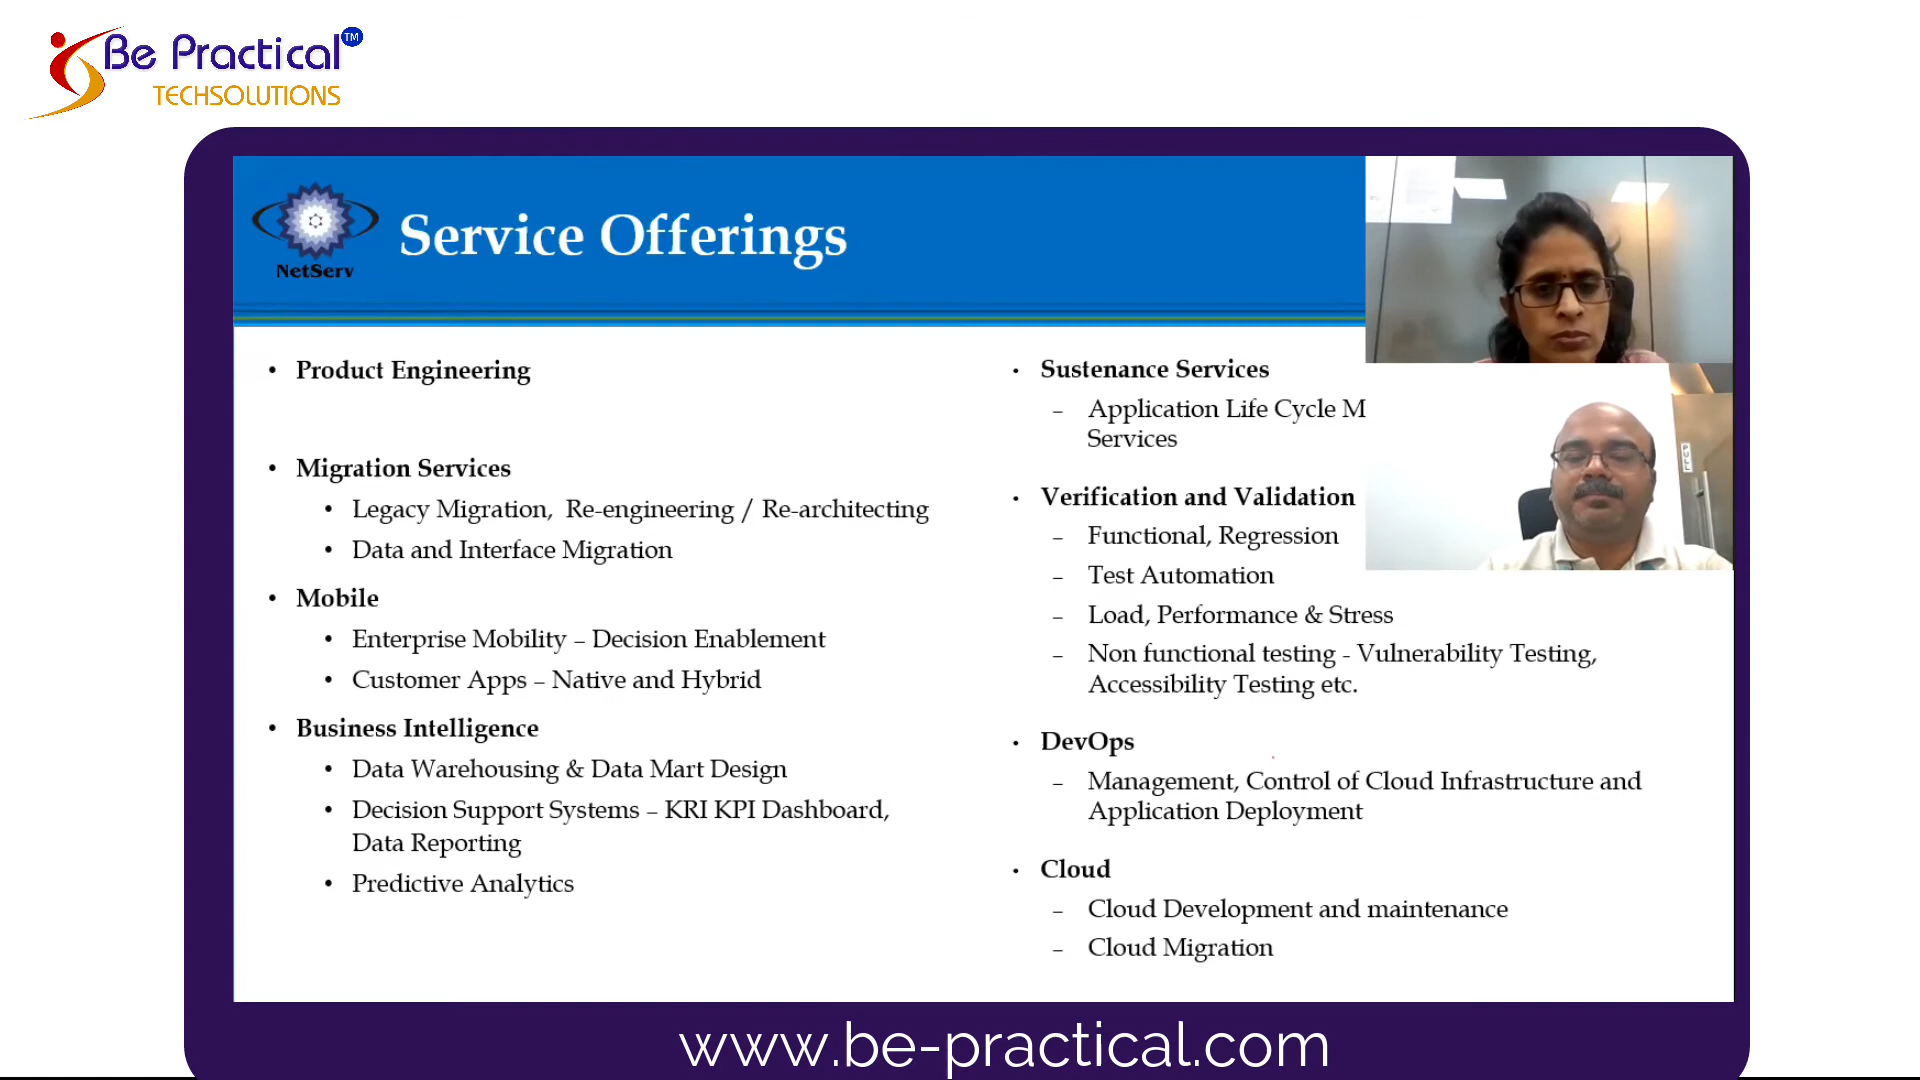 Be Practical TM
TECHSOLUTIONS
NetServ
Service Offerings
• Product Engineering
• Migration Services
• Legacy Migration, Re-engineering / Re-architecting
• Data and Interface Migration
• Mobile
• Enterprise Mobility – Decision Enablement
• Customer Apps – Native and Hybrid
• Business Intelligence
• Data Warehousing & Data Mart Design
• Decision Support Systems – KRI KPI Dashboard,
Data Reporting
• Predictive Analytics
• Sustenance Services
– Application Life Cycle M
Services
• Verification and Validation
– Functional, Regression
– Test Automation
– Load, Performance & Stress
– Non functional testing - Vulnerability Testing,
Accessibility Testing etc.
• DevOps
– Management, Control of Cloud Infrastructure and
Application Deployment
• Cloud
– Cloud Development and maintenance
– Cloud Migration
PULL
www.be-practical.com